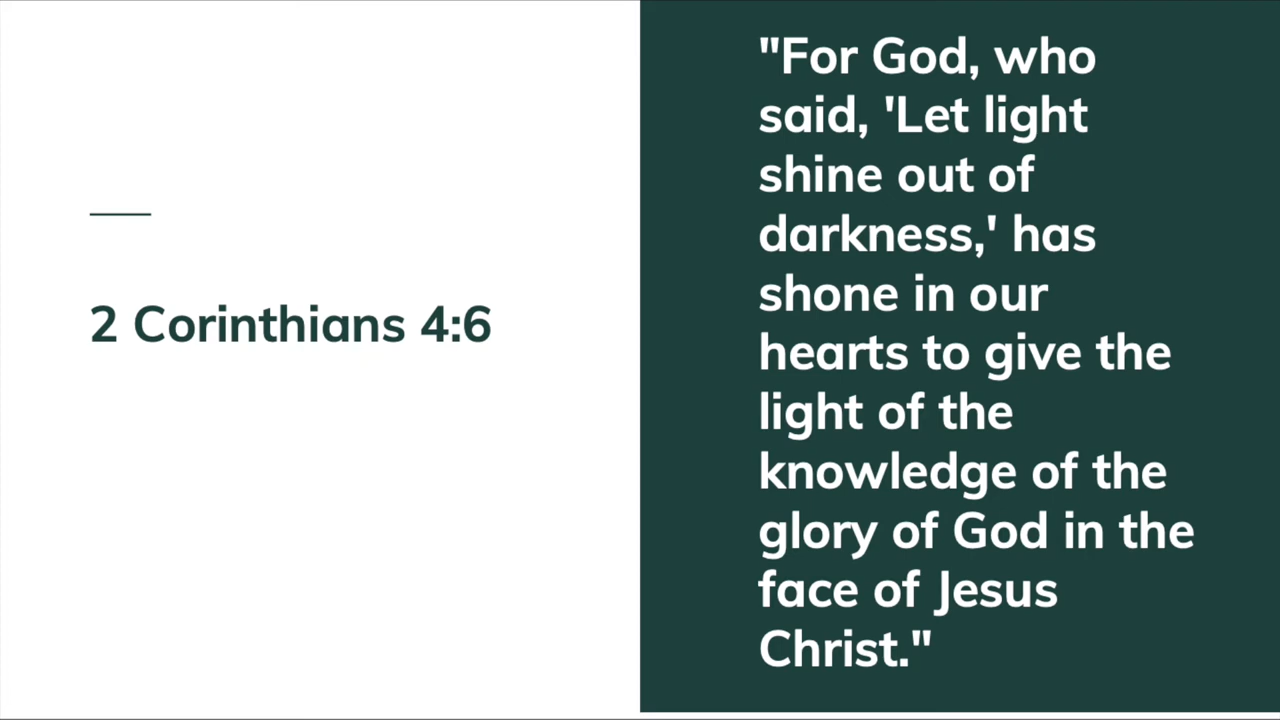 2 Corinthians 4:6
"For God, who
said, 'Let light
shine out of
darkness,' has
shone in our
hearts to give the
light of the
knowledge of the
glory of God in the
face of Jesus
Christ."